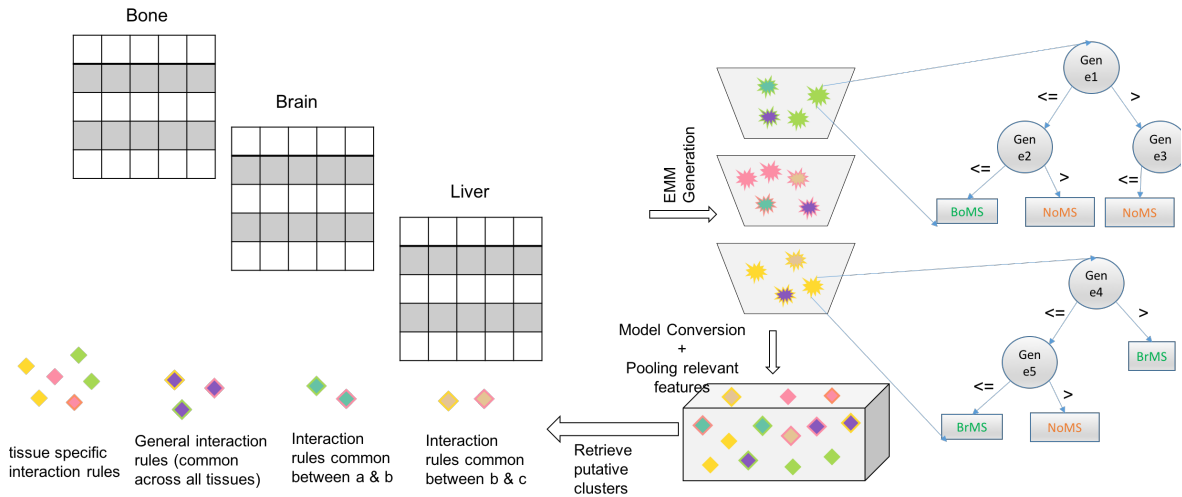 Bone
Brain
Liver
EMM
Generation
Gen
e1
<=
>
Gen
e2
Gen
e3
<=
>
<=
BoMS
NoMS
NoMS
Gen
e4
<=
>
Gen
e5
BrMS
<=
>
BrMS
NoMS
Model Conversion
+
Pooling relevant
features
Retrieve
putative
clusters
tissue specific
interaction rules
General interaction
rules (common
across all tissues)
Interaction
rules common
between a & b
Interaction
rules common
between b & c